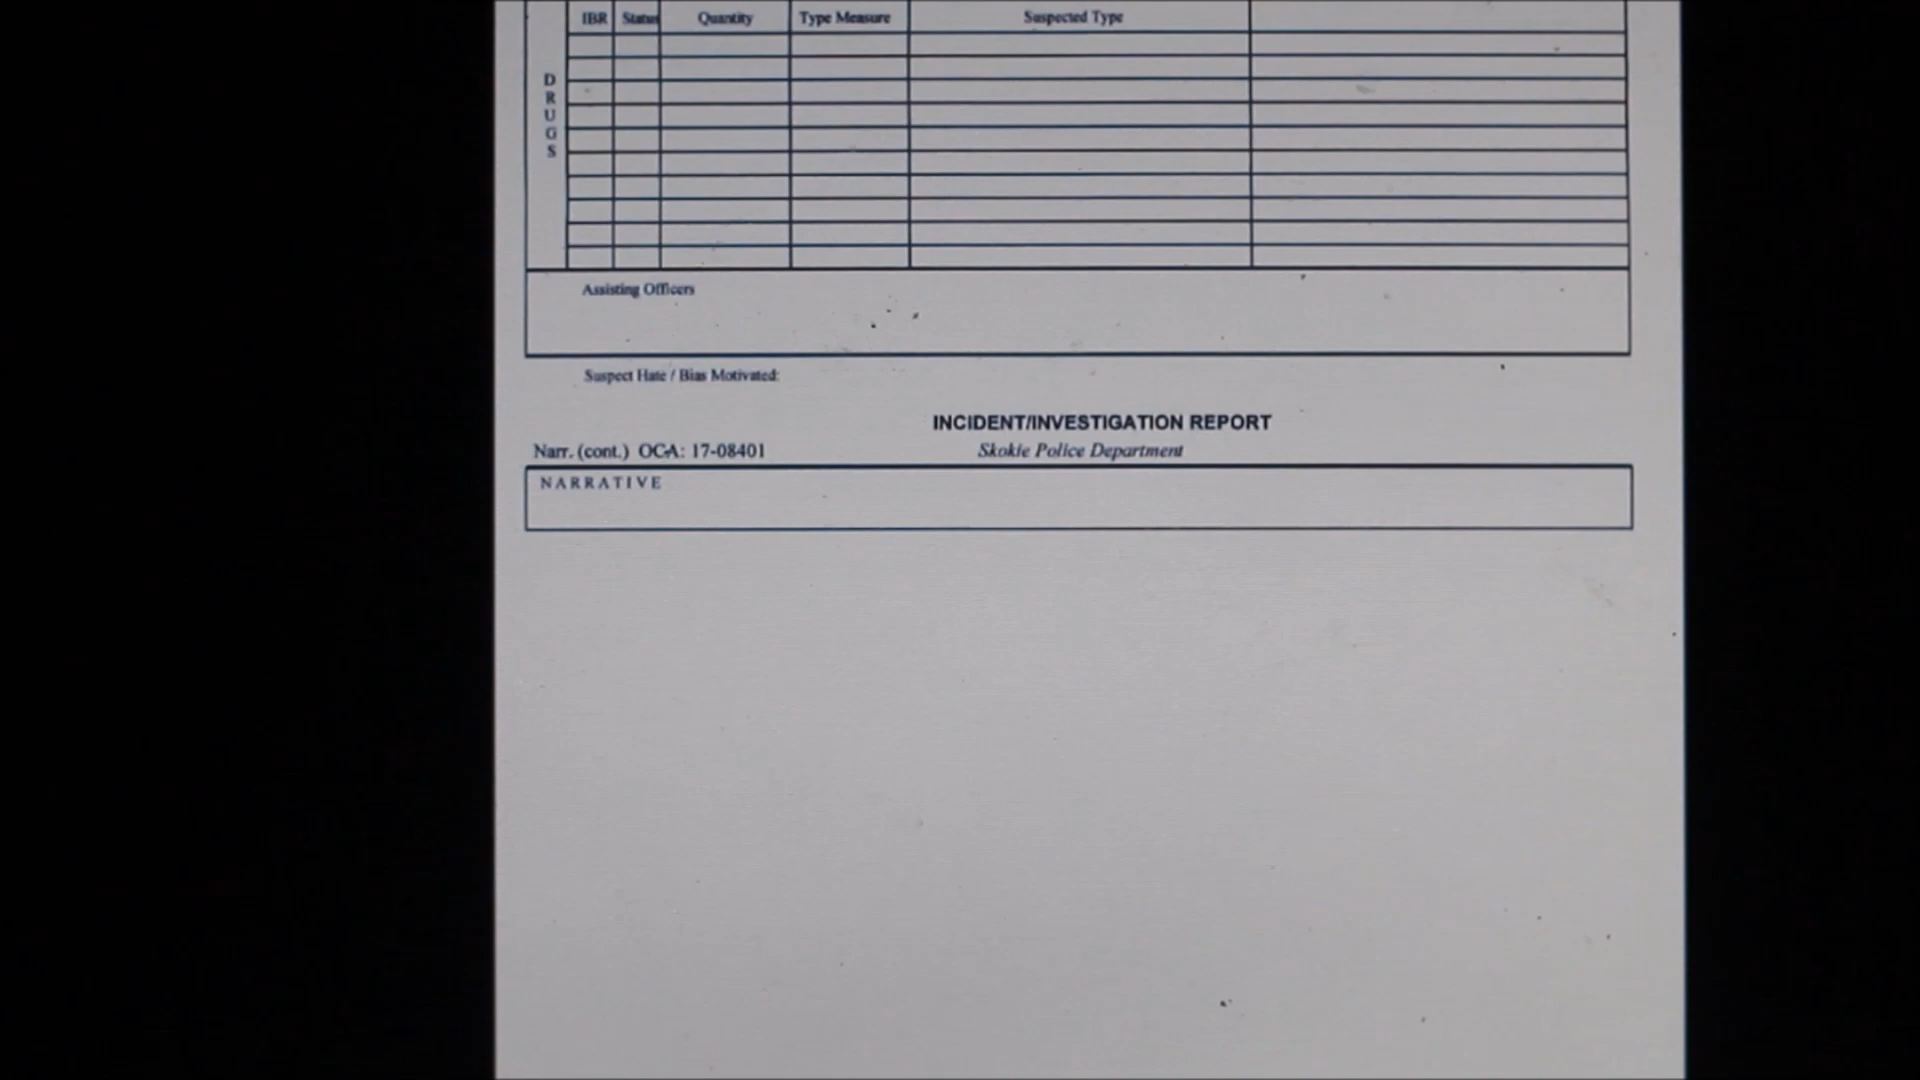 IBR Status Quantity Type Measure Suspected Type
DRUGS
Assisting Officers
Suspect Hate / Bias Motivated:
INCIDENT/INVESTIGATION REPORT
Narr. (cont.) OCA: 17-08401 Skokie Police Department
NARRATIVE